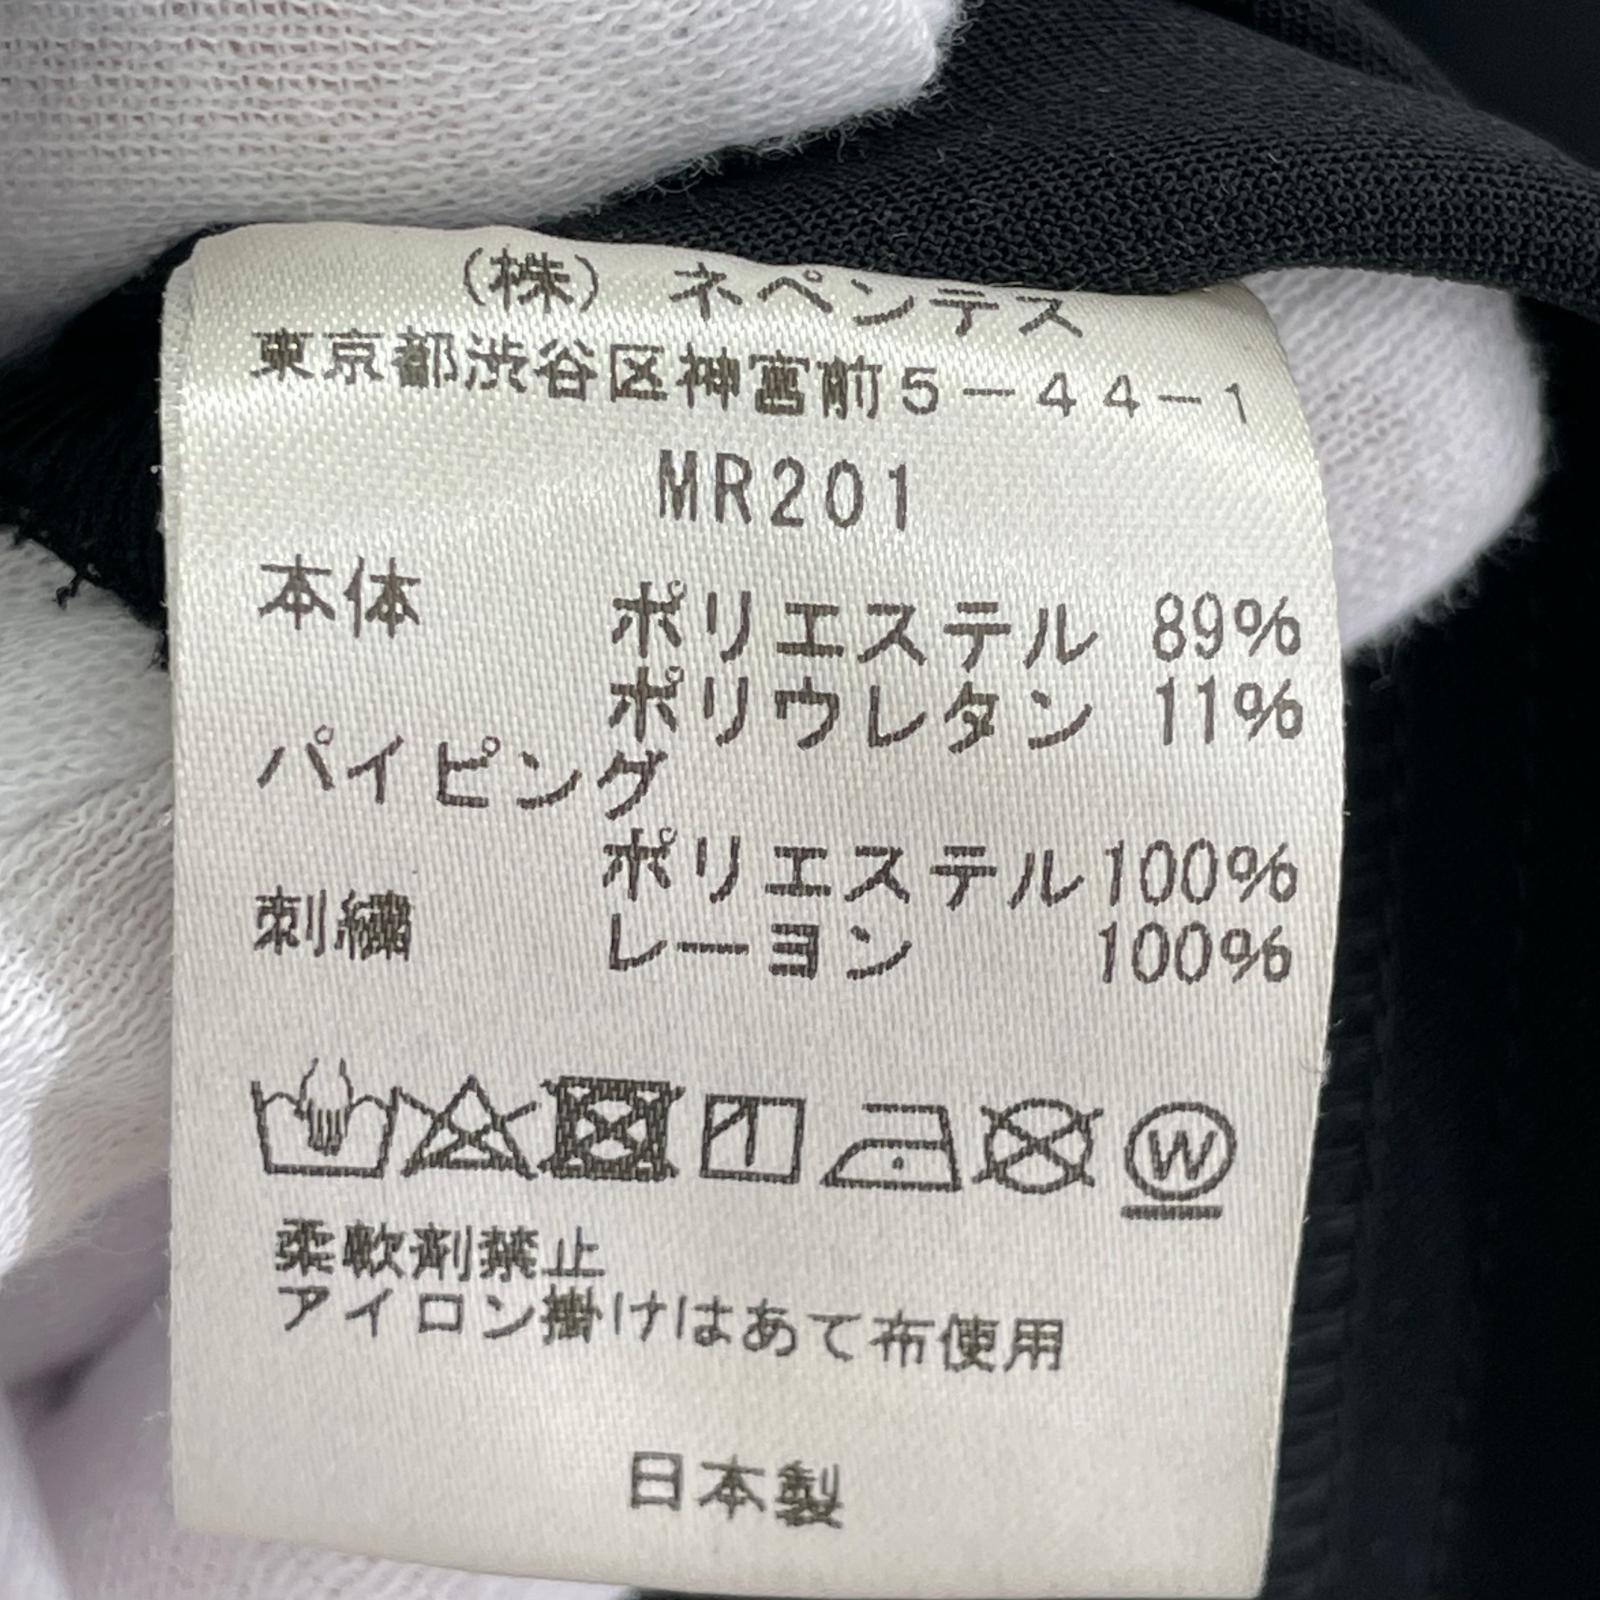 （株）ネペンテス
東京都渋谷区神宮前５－４４－１
MR201
本体 ポリエステル 89%
ポリウレタン 11%
パイピング
ポリエステル100%
刺繍 レーヨン 100%
W
柔軟剤禁止
アイロン掛けはあて布使用
日本製